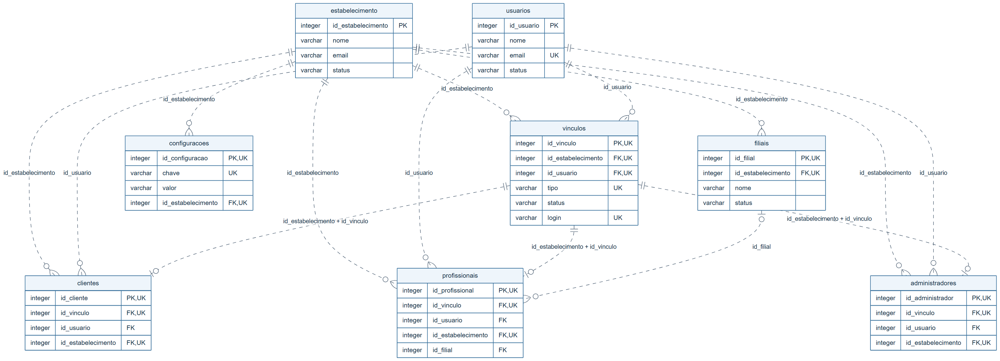 estabelecimento
integer id_estabelecimento PK
varchar nome
varchar email
varchar status
usuarios
integer id_usuario PK
varchar nome
varchar email UK
varchar status
id_estabelecimento
id_usuario
id_estabelecimento
id_estabelecimento
vinculos
integer id_vinculo PK,UK
integer id_estabelecimento FK,UK
integer id_usuario FK,UK
varchar tipo UK
varchar status
varchar login UK
configuracoes
integer id_configuracao PK,UK
varchar chave UK
varchar valor
integer id_estabelecimento FK,UK
filiais
integer id_filial PK,UK
integer id_estabelecimento FK,UK
varchar nome
varchar status
id_estabelecimento
id_usuario
id_estabelecimento
id_usuario
id_estabelecimento
id_usuario
id_estabelecimento + id_vinculo
id_estabelecimento + id_vinculo
id_estabelecimento + id_vinculo
id_filial
clientes
integer id_cliente PK,UK
integer id_vinculo FK,UK
integer id_usuario FK
integer id_estabelecimento FK,UK
profissionais
integer id_profissional PK,UK
integer id_vinculo FK,UK
integer id_usuario FK
integer id_estabelecimento FK,UK
integer id_filial FK
administradores
integer id_administrador PK,UK
integer id_vinculo FK,UK
integer id_usuario FK
integer id_estabelecimento FK,UK